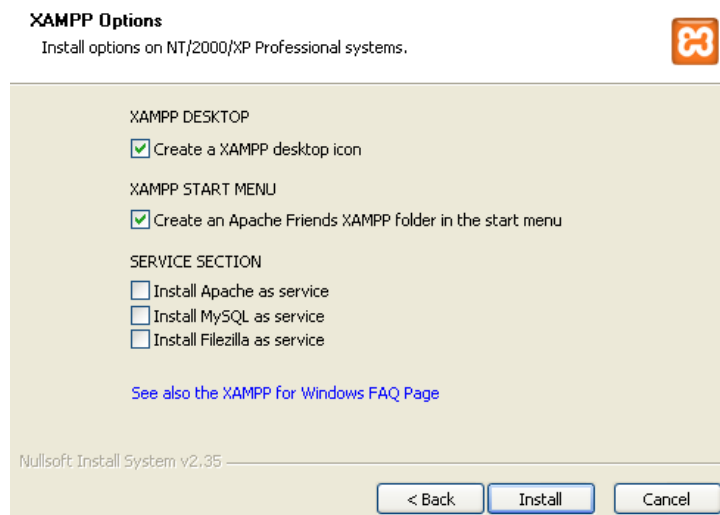 XAMPP Options
Install options on NT/2000/XP Professional systems.
XAMPP DESKTOP
Create a XAMPP desktop icon
XAMPP START MENU
Create an Apache Friends XAMPP folder in the start menu
SERVICE SECTION
Install Apache as service
Install MySQL as service
Install Filezilla as service
See also the XAMPP for Windows FAQ Page
Nullsoft Install System v2.35
< Back
Install
Cancel